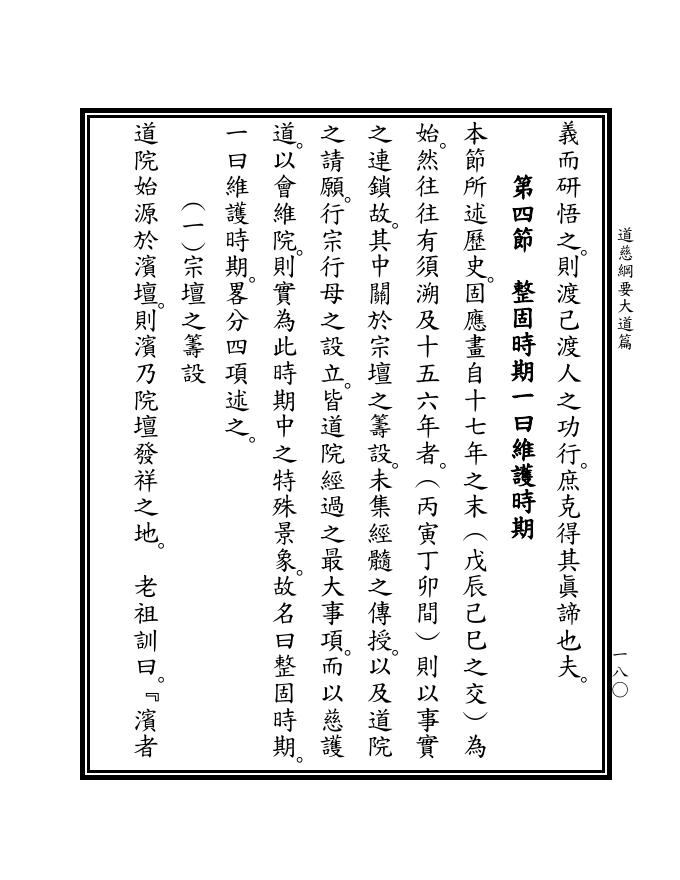 道慈綱要大道篇
一八〇
義而研悟之。則渡己渡人之功行。庶克得其眞諦也夫。
第四節　整固時期一曰維護時期
本節所述歷史。固應畫自十七年之末（戊辰己巳之交）為
始。然往往有須溯及十五六年者。（丙寅丁卯間）則以事實
之連鎖故。其中關於宗壇之籌設。未集經髓之傳授。以及道院
之請願。行宗行母之設立。皆道院經過之最大事項。而以慈護
道。以會維院。則實為此時期中之特殊景象。故名曰整固時期。
一曰維護時期。畧分四項述之。
（一）宗壇之籌設
道院始源於濱壇。則濱乃院壇發祥之地。　老祖訓曰。『濱者